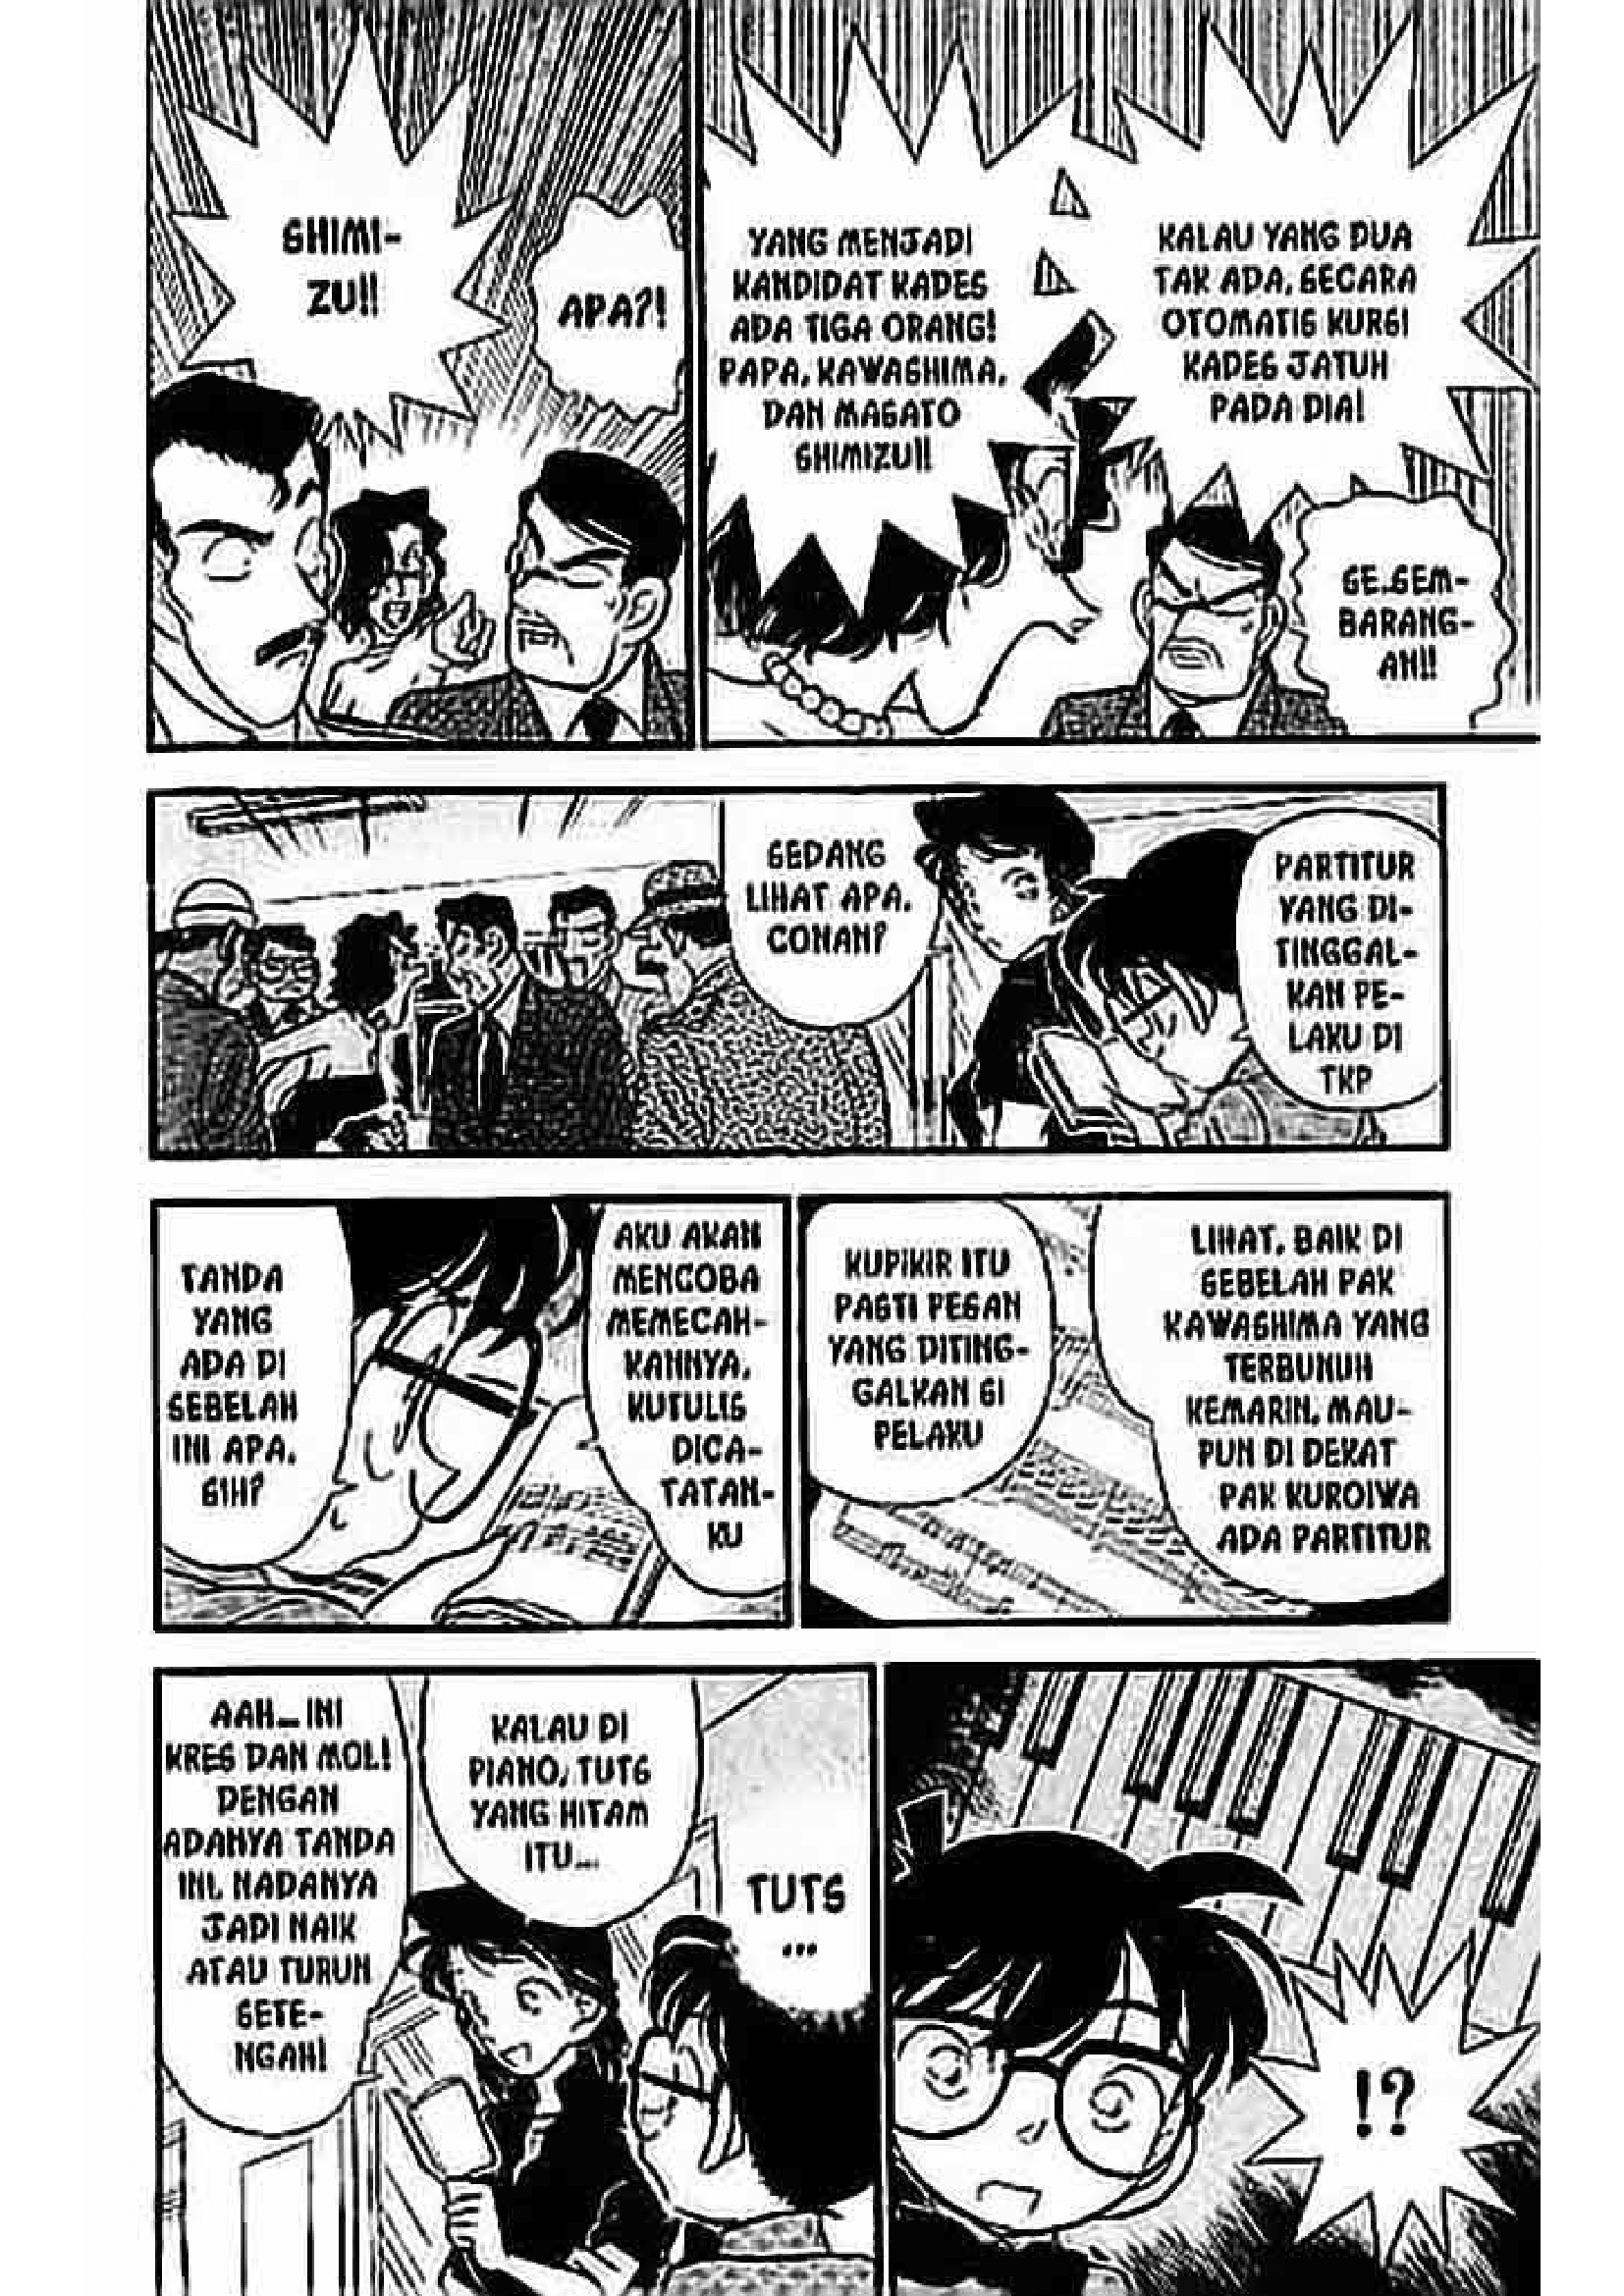 KALAU YANG DUA
TAK ADA, SECARA
OTOMATIS KURSI
KADES JATUH
PADA DIA!
YANG MENJADI
KANDIDAT KADES
ADA TIGA ORANG!
PAPA, KAWASHIMA,
DAN MASATO
SHIMIZU!!
SE..SEM-
BARANG-
AN!!
APA?!
SHIMI-
ZU!!
PARTITUR
YANG DI-
TINGGAL-
KAN PE-
LAKU DI
TKP
SEDANG
LIHAT APA,
CONAN?
LIHAT, BAIK DI
SEBELAH PAK
KAWASHIMA YANG
TERBUNUH
KEMARIN, MAU-
PUN DI DEKAT
PAK KUROIWA
ADA PARTITUR
KUPIKIR ITU
PASTI PESAN
YANG DITING-
GALKAN SI
PELAKU
AKU AKAN
MENCOBA
MEMECAH-
KANNYA,
KUTULIS
DICA-
TATAN-
KU
TANDA
YANG
ADA DI
SEBELAH
INI APA,
SIH?
AAH... INI
KRES DAN MOL!
DENGAN
ADANYA TANDA
INI, NADANYA
JADI NAIK
ATAU TURUN
SETE-
NGAH!
KALAU DI
PIANO, TUTS
YANG HITAM
ITU...
TUTS
...
!?